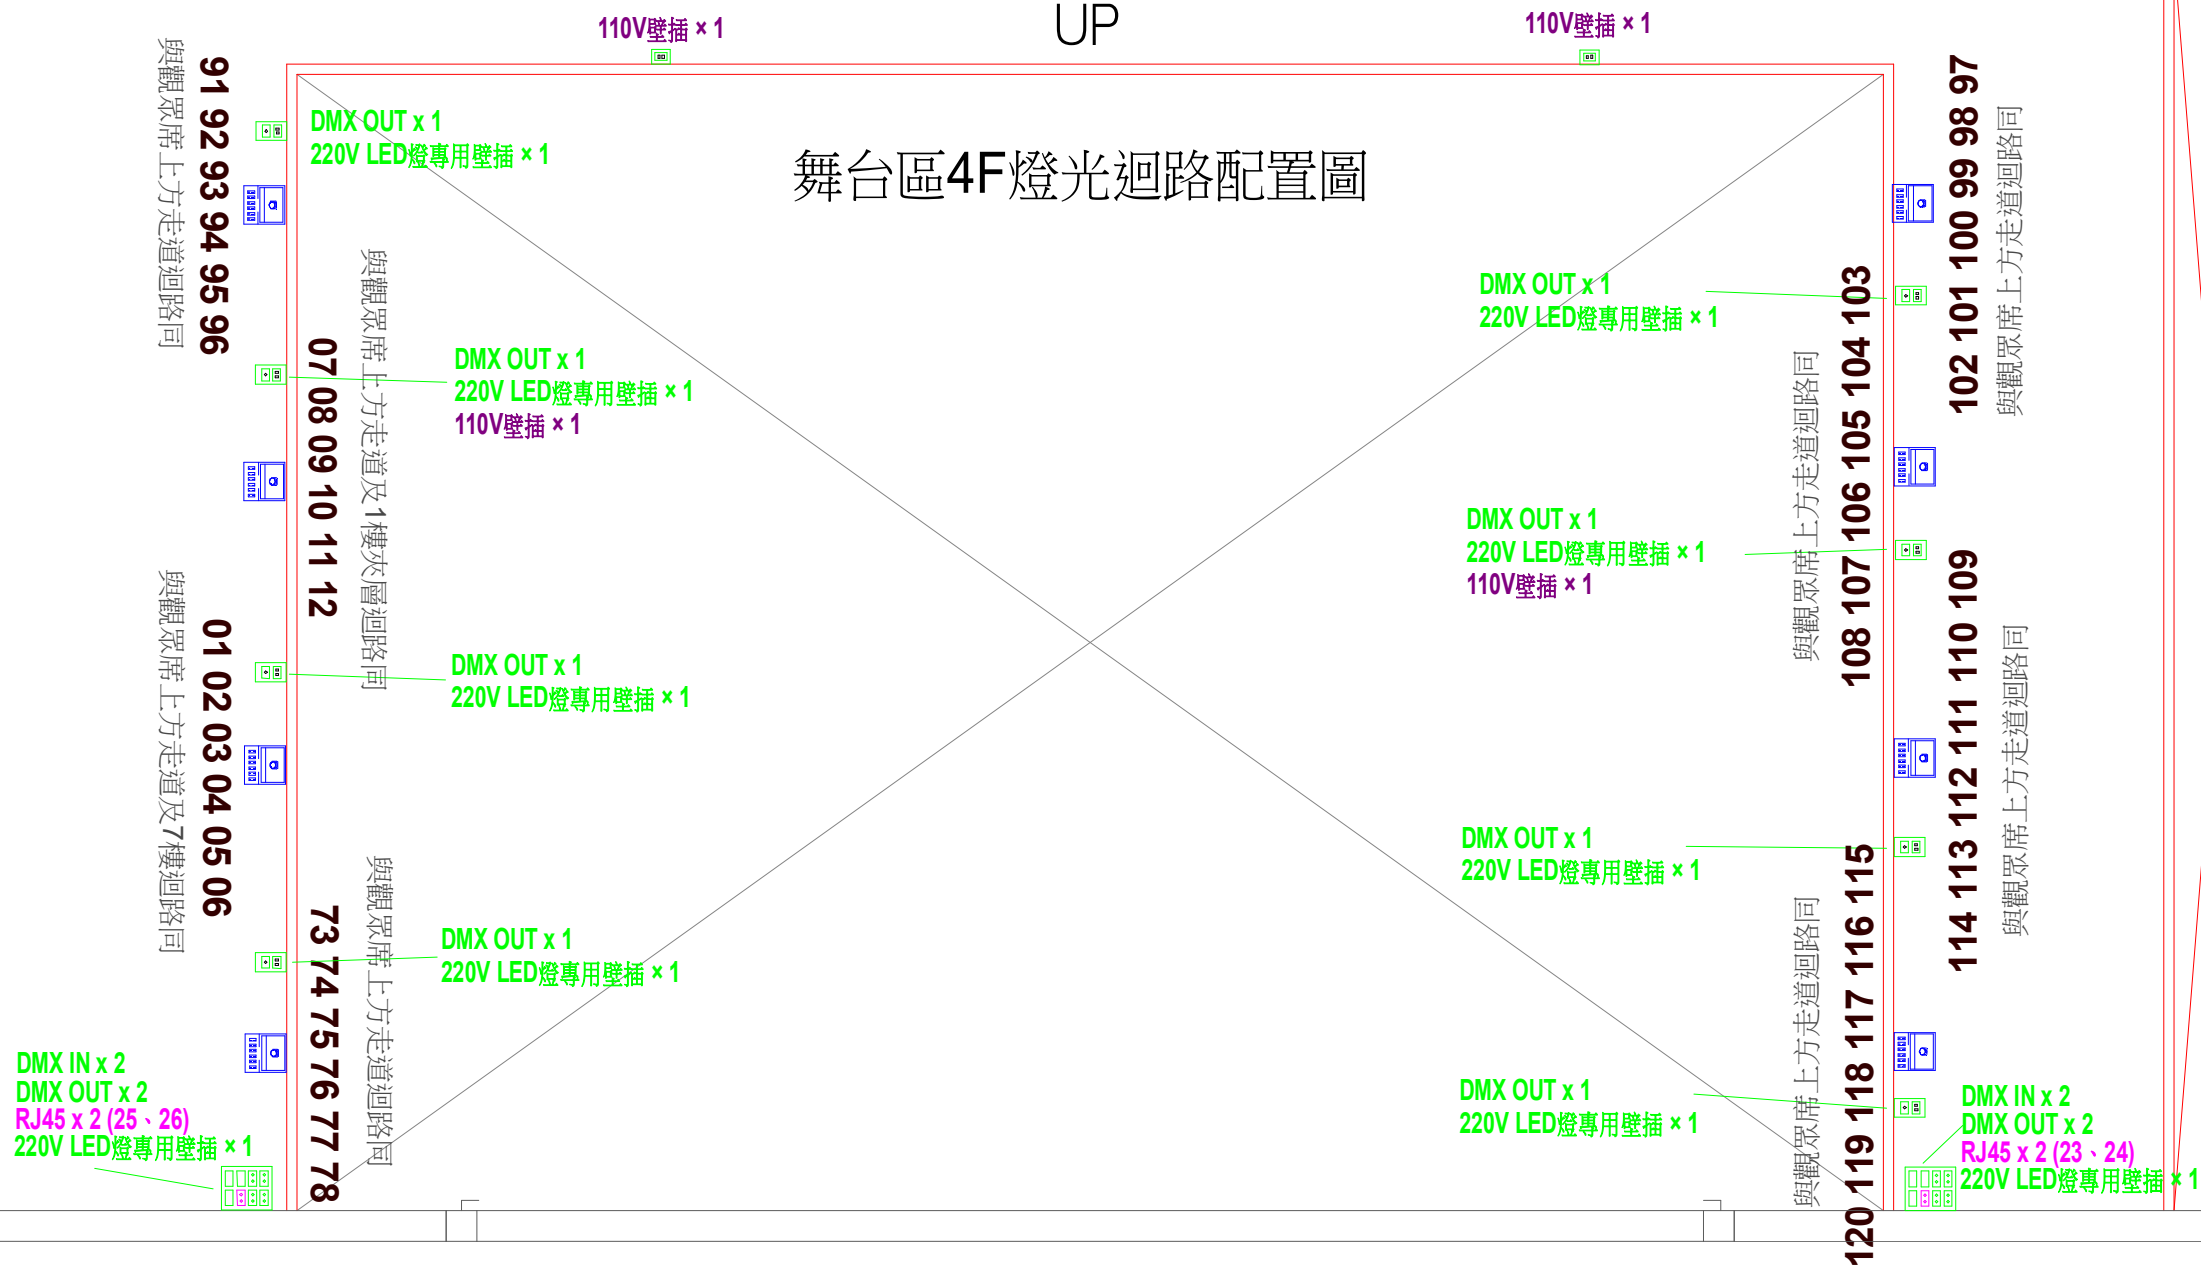 UP
110V壁插 × 1
110V壁插 × 1
舞台區4F燈光迴路配置圖
91 92 93 94 95 96
與觀眾席上方走道迴路同
DMX OUT x 1
220V LED燈專用壁插 × 1
07 08 09 10 11 12
與觀眾席上方走道及1樓夾層迴路同
DMX OUT x 1
220V LED燈專用壁插 × 1
110V壁插 × 1
01 02 03 04 05 06
與觀眾席上方走道及7樓迴路同
DMX OUT x 1
220V LED燈專用壁插 × 1
73 74 75 76 77 78
與觀眾席上方走道迴路同
DMX OUT x 1
220V LED燈專用壁插 × 1
DMX IN x 2
DMX OUT x 2
RJ45 x 2 (25、26)
220V LED燈專用壁插 × 1
102 101 100 99 98 97
與觀眾席上方走道迴路同
DMX OUT x 1
220V LED燈專用壁插 × 1
108 107 106 105 104 103
與觀眾席上方走道迴路同
DMX OUT x 1
220V LED燈專用壁插 × 1
110V壁插 × 1
114 113 112 111 110 109
與觀眾席上方走道迴路同
DMX OUT x 1
220V LED燈專用壁插 × 1
120 119 118 117 116 115
與觀眾席上方走道迴路同
DMX OUT x 1
220V LED燈專用壁插 × 1
DMX IN x 2
DMX OUT x 2
RJ45 x 2 (23、24)
220V LED燈專用壁插 × 1